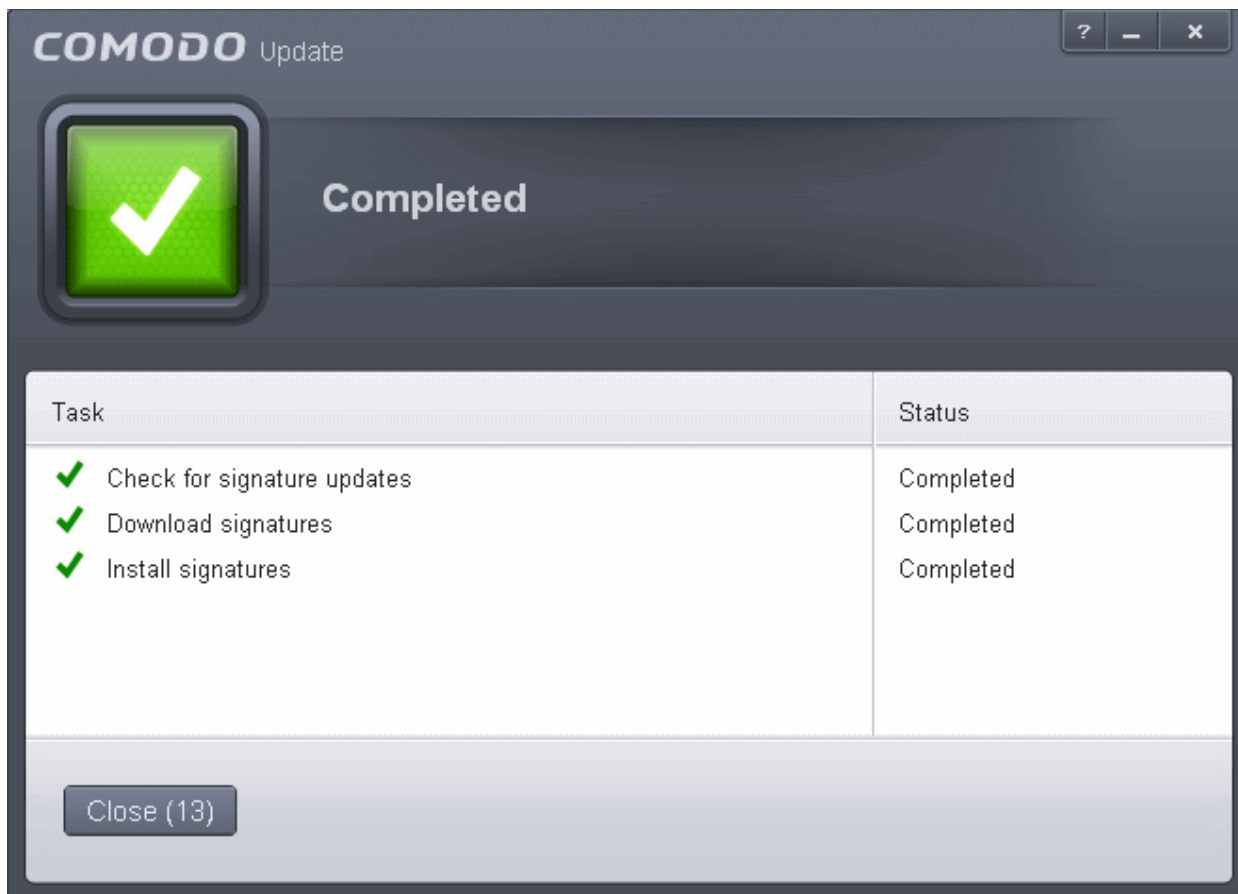 COMODO Update
? – ×
Completed
Task Status
Check for signature updates Completed
Download signatures Completed
Install signatures Completed
Close (13)